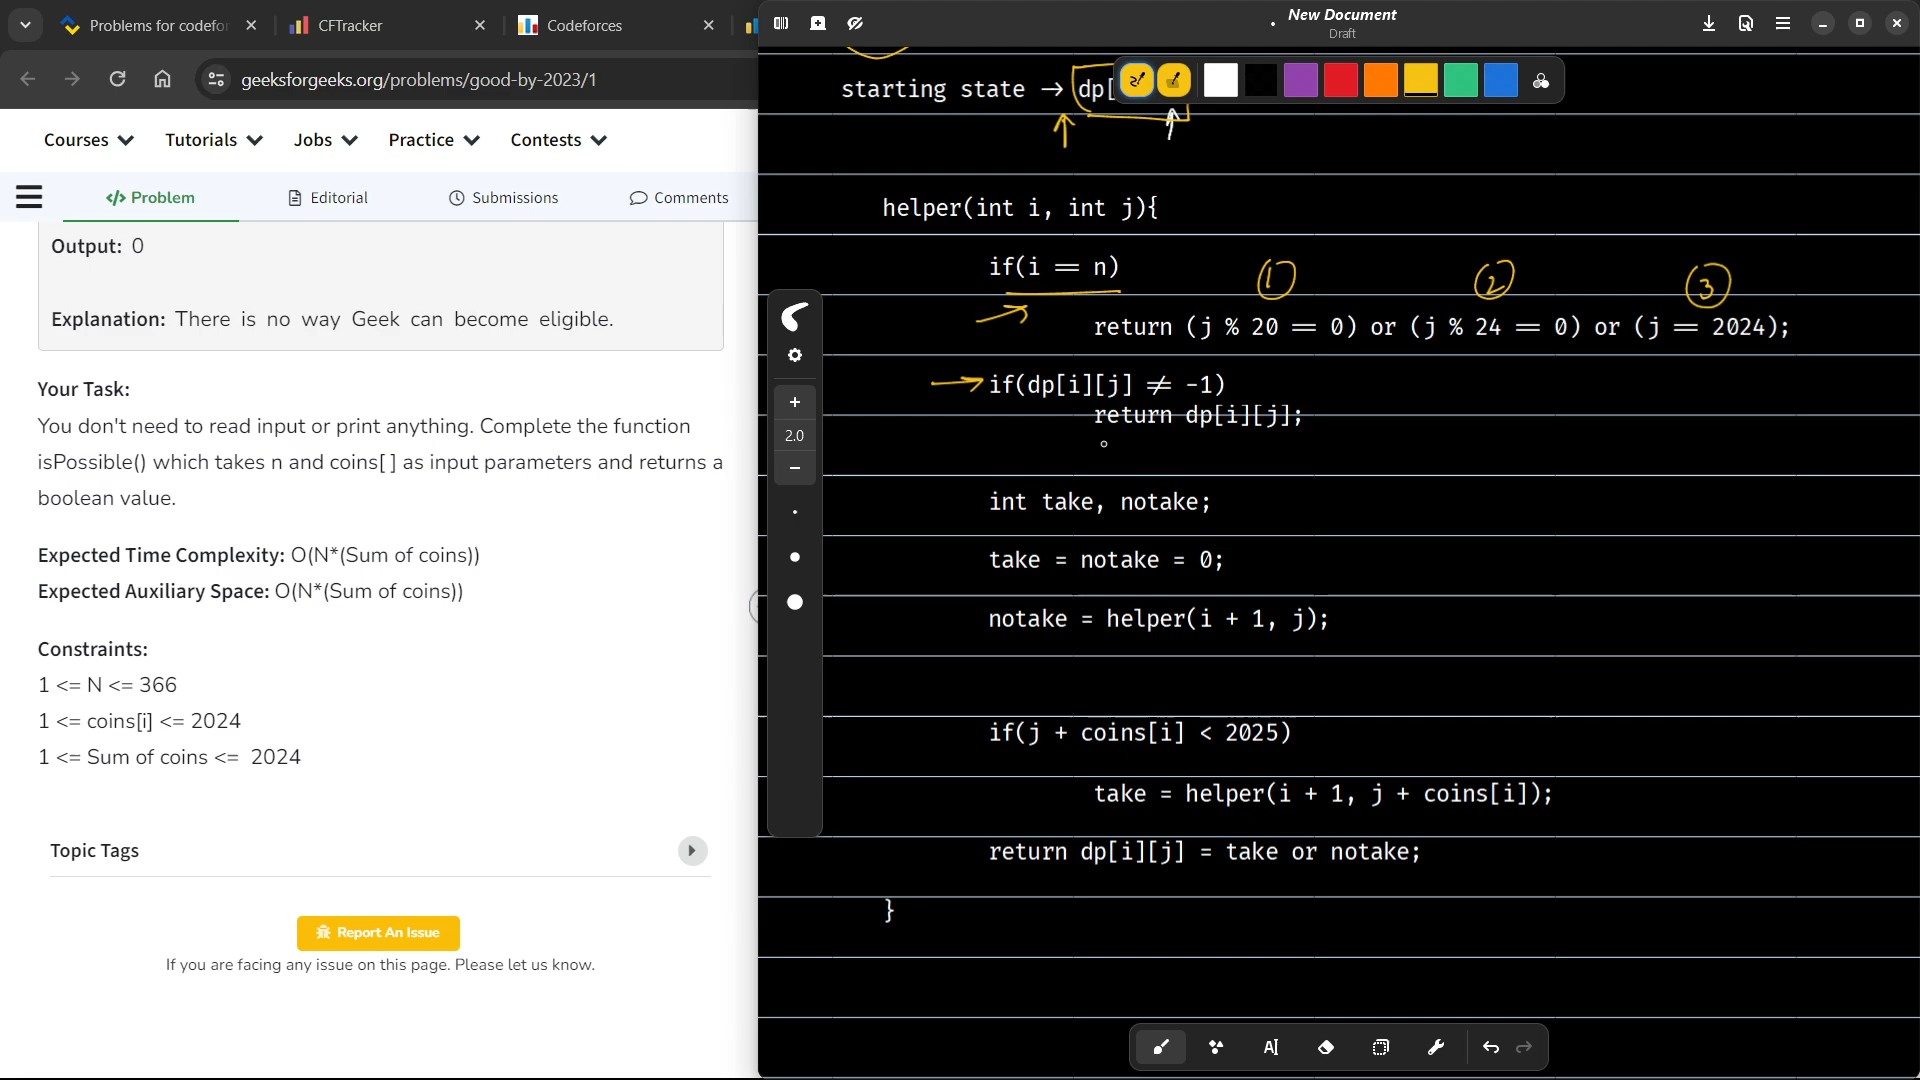 Problems for codefor
CFTracker
Codeforces
geeksforgeeks.org/problems/good-by-2023/1
Courses
Tutorials
Jobs
Practice
Contests
</> Problem
Editorial
Submissions
Comments
Output: 0
Explanation: There is no way Geek can become eligible.
Your Task:
You don't need to read input or print anything. Complete the function
isPossible() which takes n and coins[ ] as input parameters and returns a
boolean value.
Expected Time Complexity: O(N*(Sum of coins))
Expected Auxiliary Space: O(N*(Sum of coins))
Constraints:
1 <= N <= 366
1 <= coins[i] <= 2024
1 <= Sum of coins <= 2024
Topic Tags
Report An Issue
If you are facing any issue on this page. Please let us know.
New Document
Draft
starting state → dp[
helper(int i, int j){
if(i == n)
1 2 3
return (j % 20 == 0) or (j % 24 == 0) or (j == 2024);
if(dp[i][j] ≠ -1)
return dp[i][j];
int take, notake;
take = notake = 0;
notake = helper(i + 1, j);
if(j + coins[i] < 2025)
take = helper(i + 1, j + coins[i]);
return dp[i][j] = take or notake;
}
2.0